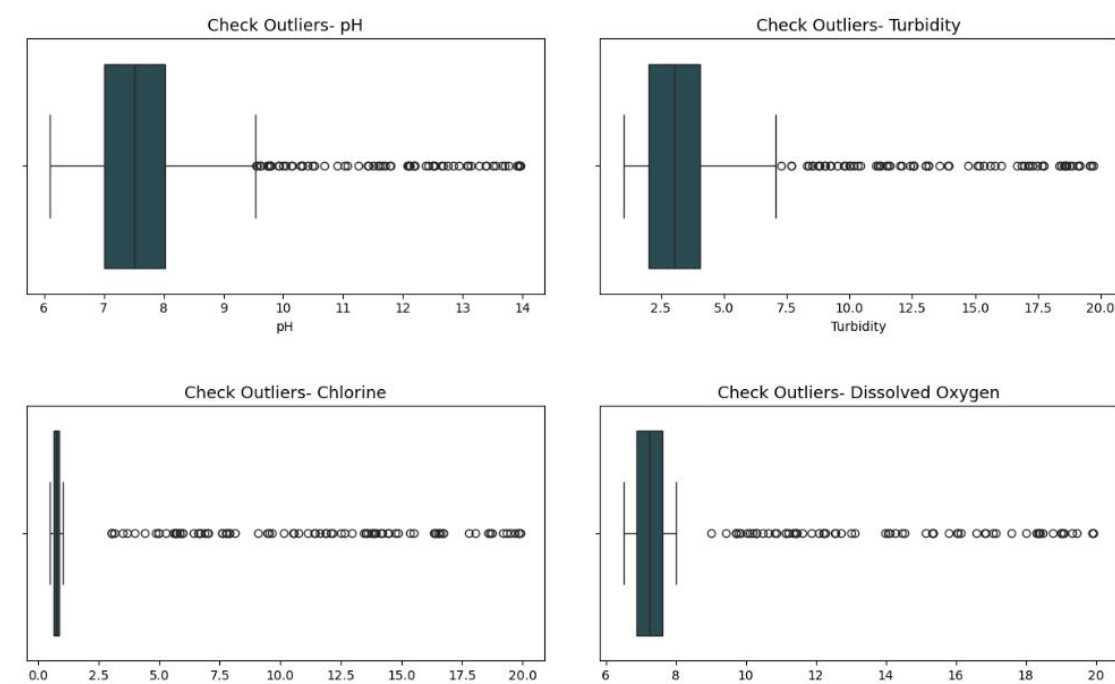 Check Outliers- pH
6 7 8 9 10 11 12 13 14
pH
Check Outliers- Turbidity
2.5 5.0 7.5 10.0 12.5 15.0 17.5 20.0
Turbidity
Check Outliers- Chlorine
0.0 2.5 5.0 7.5 10.0 12.5 15.0 17.5 20.0
Check Outliers- Dissolved Oxygen
6 8 10 12 14 16 18 20